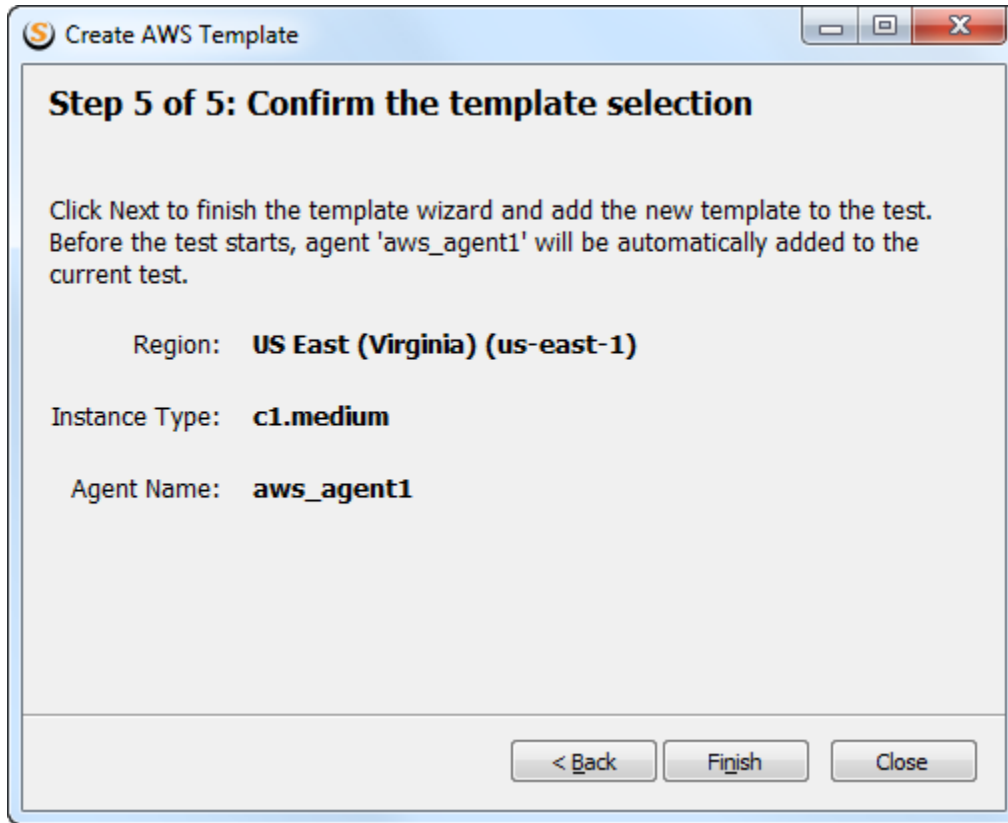 Create AWS Template
Step 5 of 5: Confirm the template selection
Click Next to finish the template wizard and add the new template to the test.
Before the test starts, agent 'aws_agent1' will be automatically added to the
current test.
Region: US East (Virginia) (us-east-1)
Instance Type: c1.medium
Agent Name: aws_agent1
< Back Finish Close